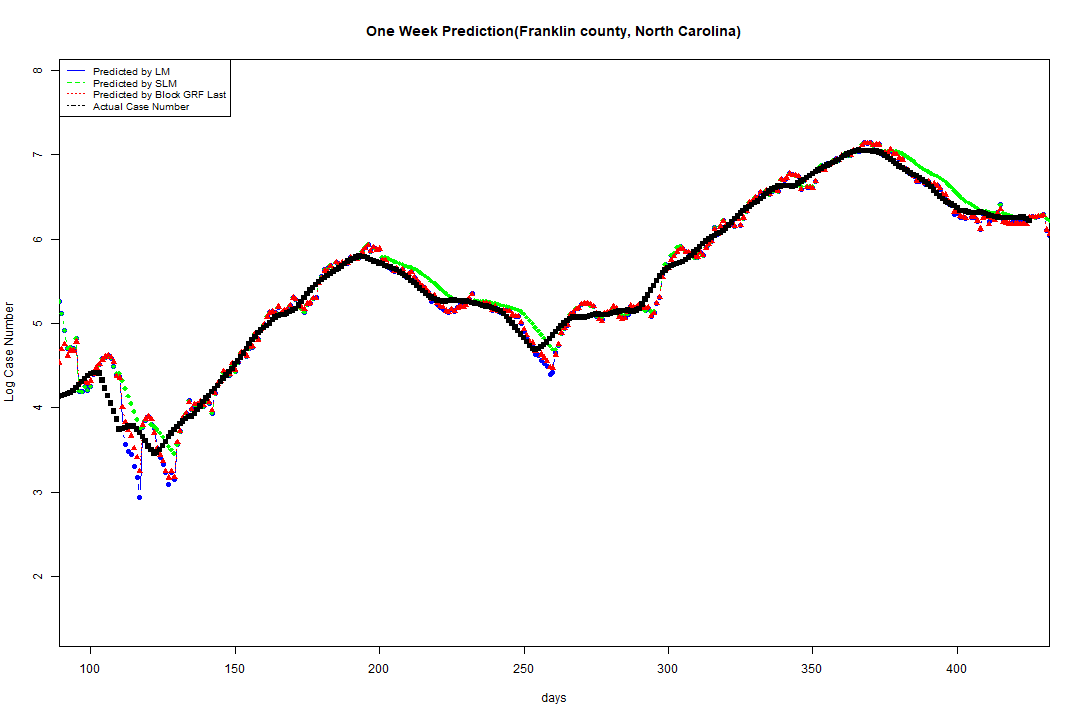 One Week Prediction(Franklin county, North Carolina)
Predicted by LM
Predicted by SLM
Predicted by Block GRF Last
Actual Case Number
8
7
6
5
4
3
2
Log Case Number
100 150 200 250 300 350 400
days